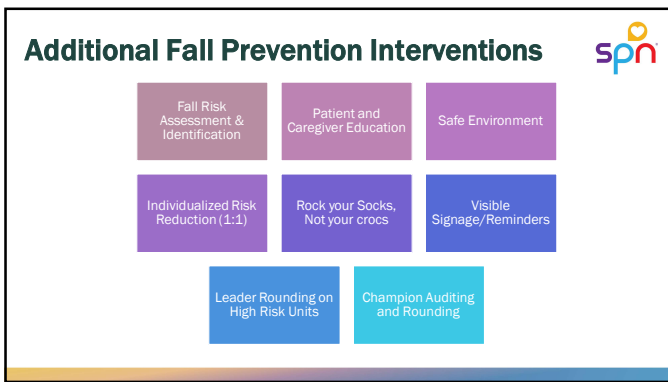 Additional Fall Prevention Interventions
spn
Fall Risk
Assessment &
Identification
Patient and
Caregiver Education
Safe Environment
Individualized Risk
Reduction (1:1)
Rock your Socks,
Not your crocs
Visible
Signage/Reminders
Leader Rounding on
High Risk Units
Champion Auditing
and Rounding